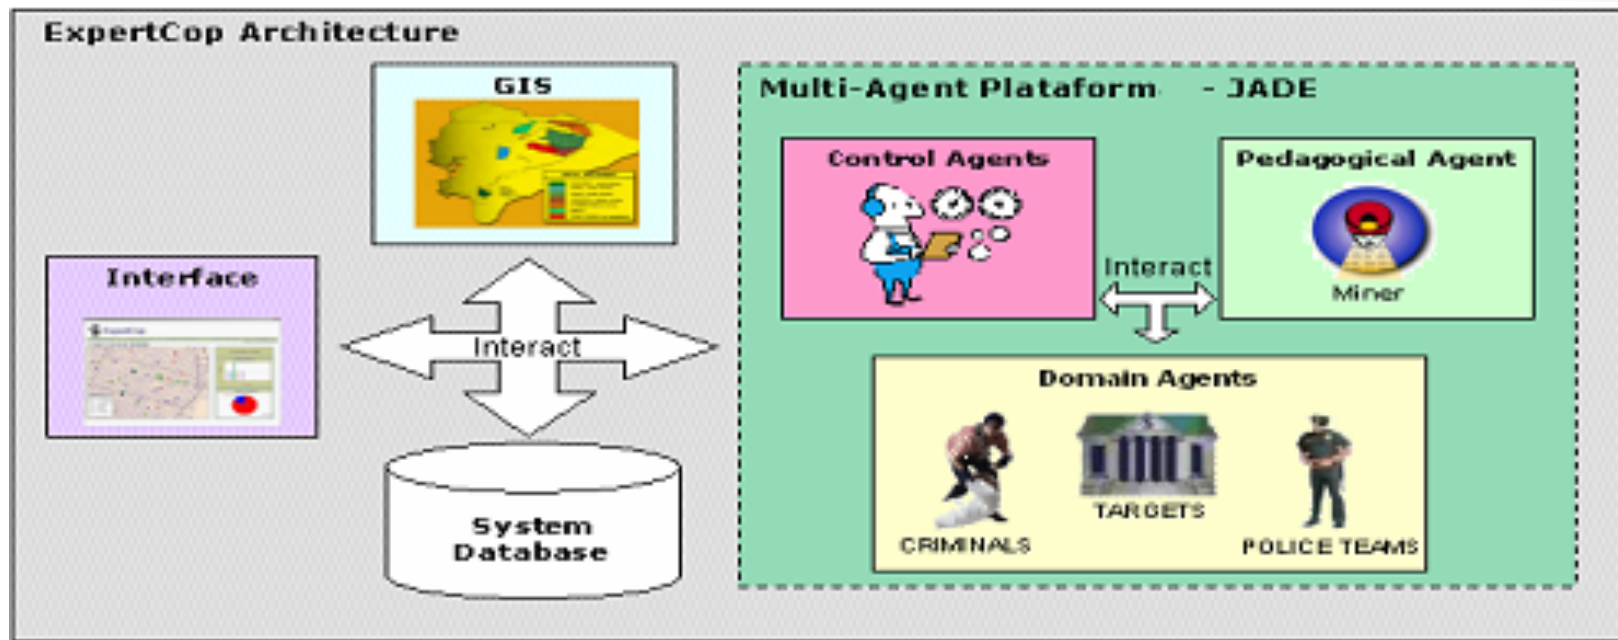 ExpertCop Architecture
GIS
Multi-Agent Plataform - JADE
Control Agents
Pedagogical Agent
Interact
Miner
Interface
Interact
Domain Agents
TARGETS
CRIMINALS
POLICE TEAMS
System
Database